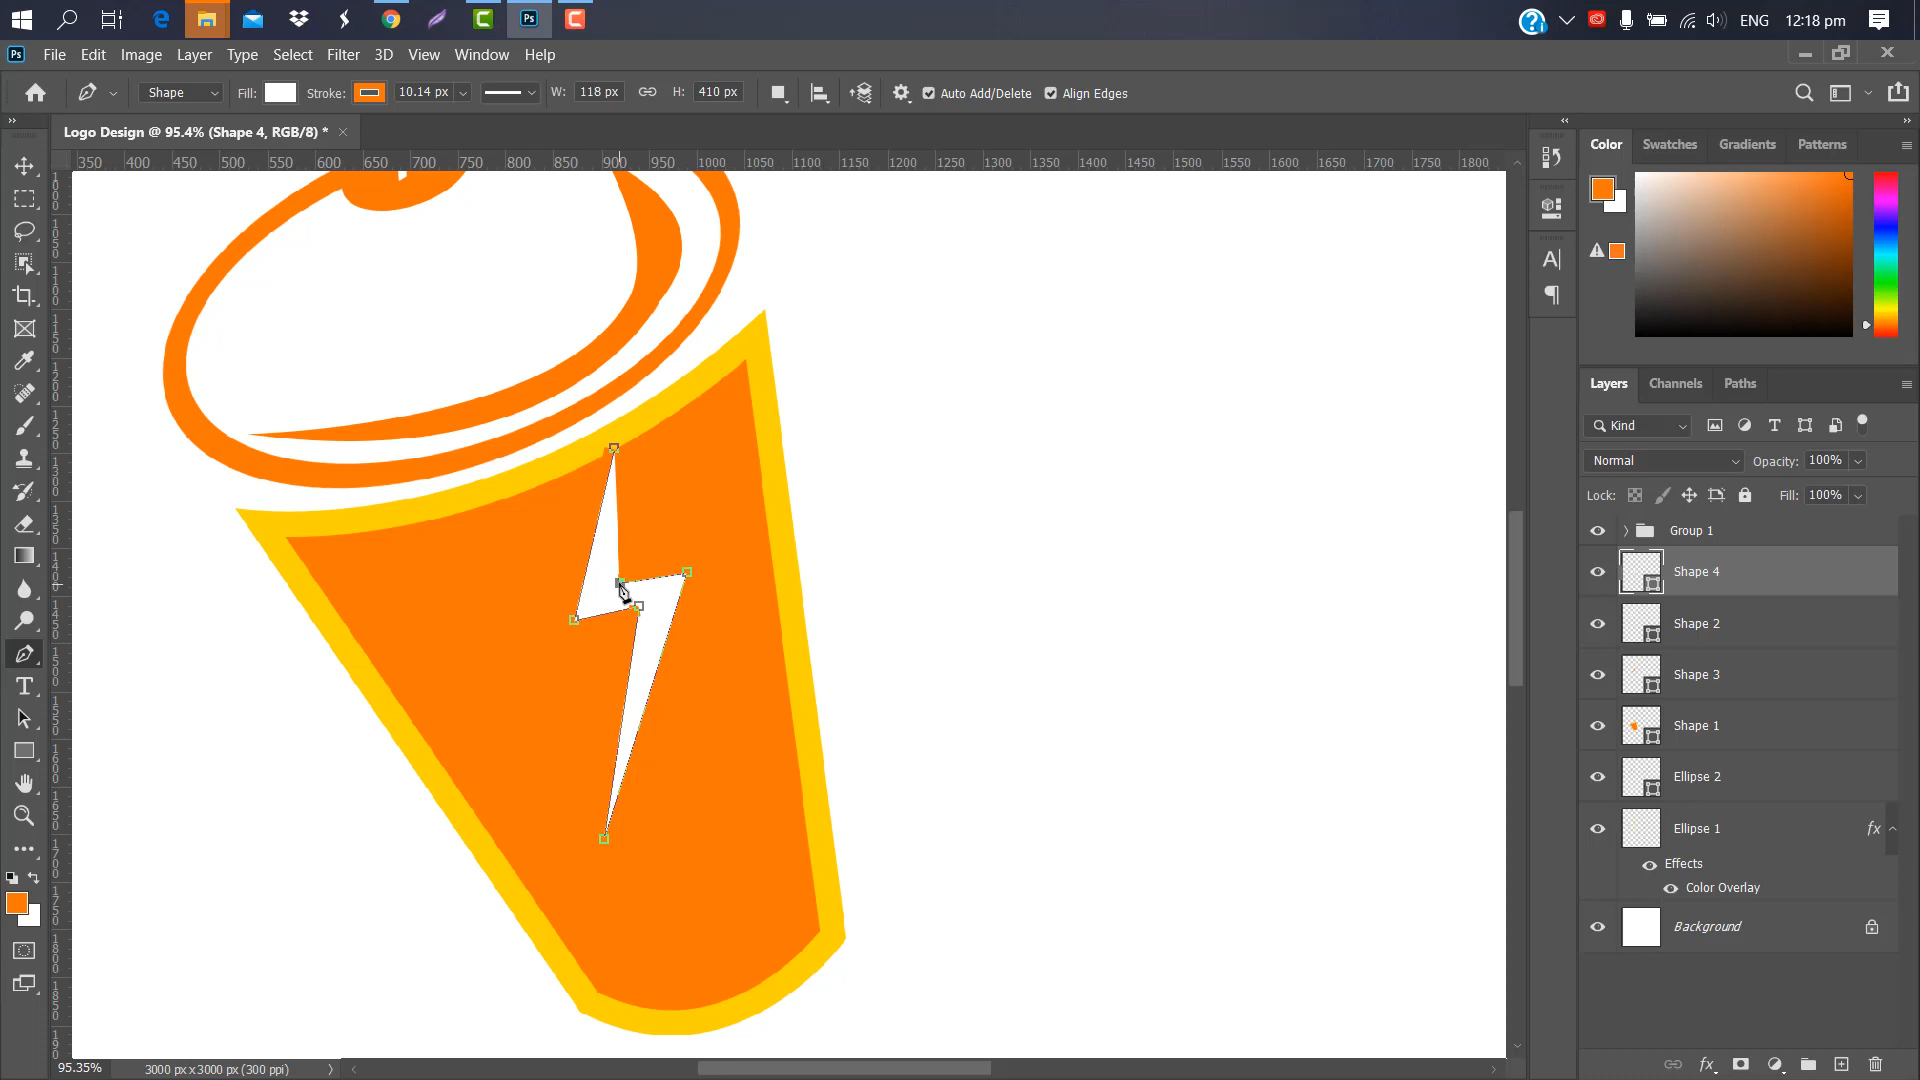 ENG 12:18 pm
Ps File Edit Image Layer Type Select Filter 3D View Window Help
Shape Fill: Stroke: 10.14 px W: 118 px H: 410 px Auto Add/Delete Align Edges
Logo Design @ 95.4% (Shape 4, RGB/8) *
350 400 450 500 550 600 650 700 750 800 850 900 950 1000 1050 1100 1150 1200 1250 1300 1350 1400 1450 1500 1550 1600 1650 1700 1750 1800
Color Swatches Gradients Patterns
Layers Channels Paths
Kind
Normal Opacity: 100%
Lock: Fill: 100%
Group 1
Shape 4
Shape 2
Shape 3
Shape 1
Ellipse 2
Ellipse 1 fx
Effects
Color Overlay
Background
95.35% 3000 px x 3000 px (300 ppi)